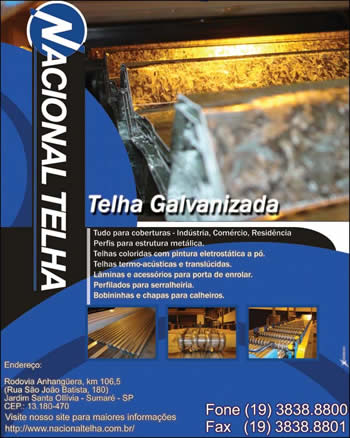 NACIONAL TELHA
Telha Galvanizada
Tudo para coberturas - Indústria, Comércio, Residência
Perfis para estrutura metálica.
Telhas coloridas com pintura eletrostática a pó.
Telhas termo-acústicas e translúcidas.
Lâminas e acessórios para porta de enrolar.
Perfilados para serralheiria.
Bobininhas e chapas para calheiros.
Endereço:
Rodovia Anhangüera, km 106,5
(Rua São João Batista, 180)
Jardim Santa Ollívia - Sumaré - SP
CEP.: 13.180-470
Visite nosso site para maiores informações
http://www.nacionaltelha.com.br/
Fone (19) 3838.8800
Fax (19) 3838.8801